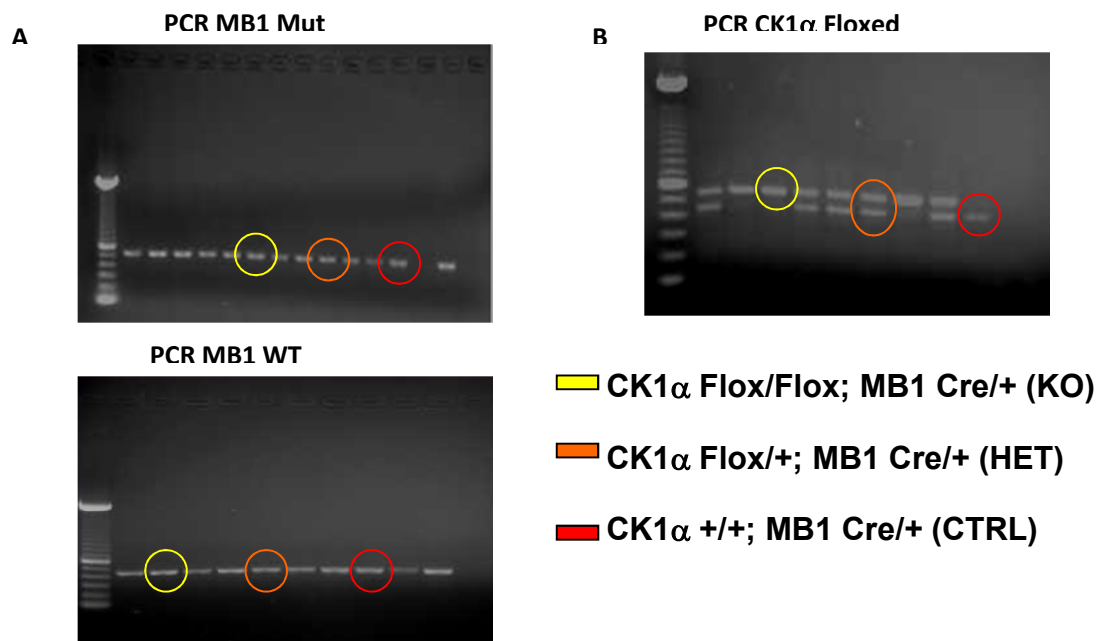 A
PCR MB1 Mut
B
PCR CK1α Floxed
PCR MB1 WT
CK1α Flox/Flox; MB1 Cre/+ (KO)
CK1α Flox/+; MB1 Cre/+ (HET)
CK1α +/+; MB1 Cre/+ (CTRL)